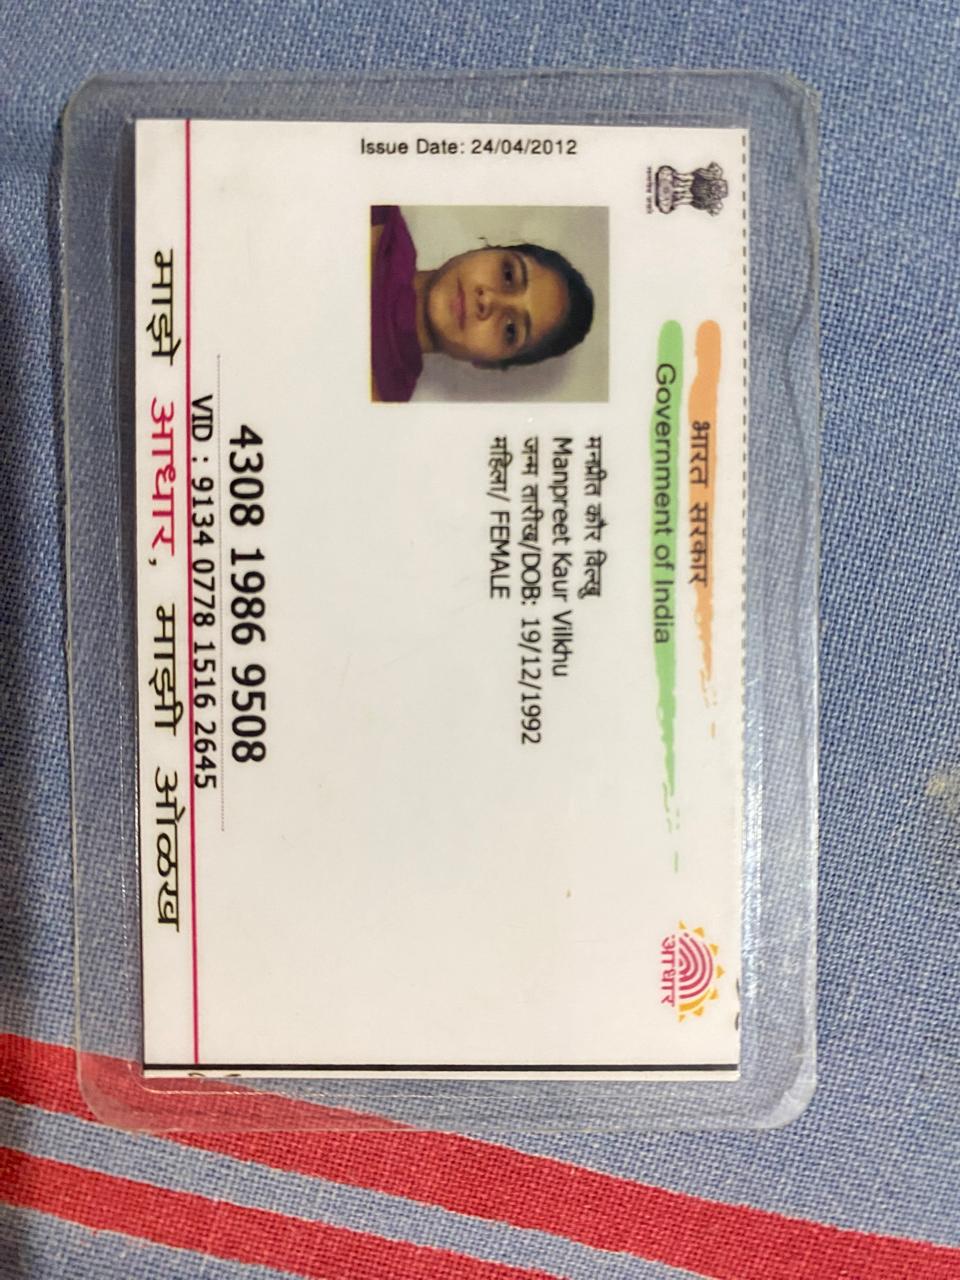 Issue Date: 24/04/2012
भारत सरकार
Government of India
आधार
मनप्रीत कौर विल्खु
Manpreet Kaur Vilkhu
जन्म तारीख/DOB: 19/12/1992
महिला/ FEMALE
4308 1986 9508
VID : 9134 0778 1516 2645
माझे आधार, माझी ओळख